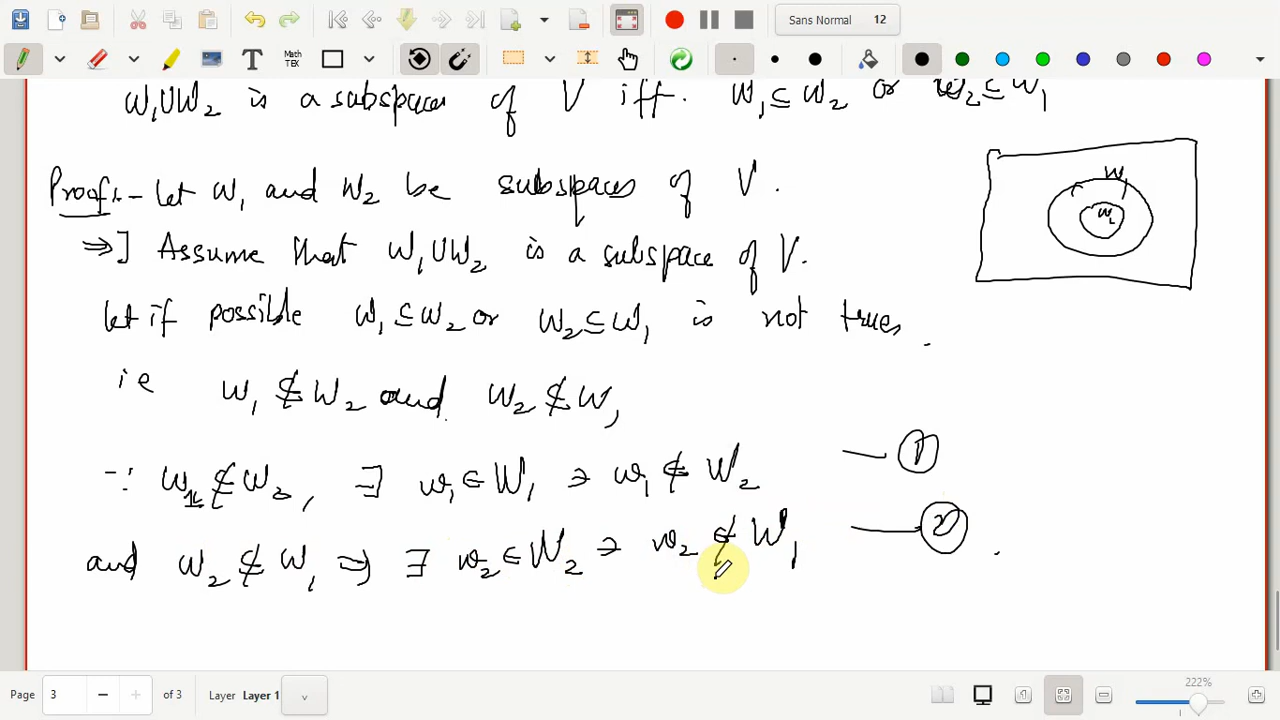 Sans Normal 12
W₁∪W₂ is a subspace of V iff. W₁⊆W₂ or W₂⊆W₁
Proof:- Let W₁ and W₂ be subspaces of V.
⇒] Assume that W₁∪W₂ is a subspace of V.
W₁
W₂
Let if possible W₁⊆W₂ or W₂⊆W₁ is not true.
ie W₁⊈W₂ and W₂⊈W₁
∵ W₁⊈W₂, ∃ w₁∈W₁ ∋ w₁∉W₂ — ①
and W₂⊈W₁ ⇒ ∃ w₂∈W₂ ∋ w₂∉W₁ — ②
Page 3 of 3 Layer Layer 1 222%